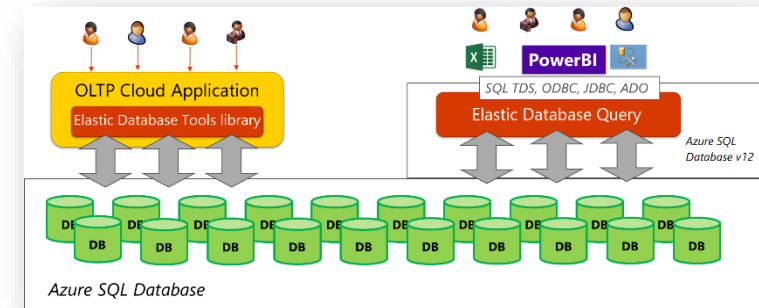 OLTP Cloud Application
Elastic Database Tools library
PowerBI
SQL TDS, ODBC, JDBC, ADO
Elastic Database Query
Azure SQL
Database v12
DB DB DB DB DB DB DB DB DB DB
DB DB DB DB DB DB DB DB DB DB
Azure SQL Database